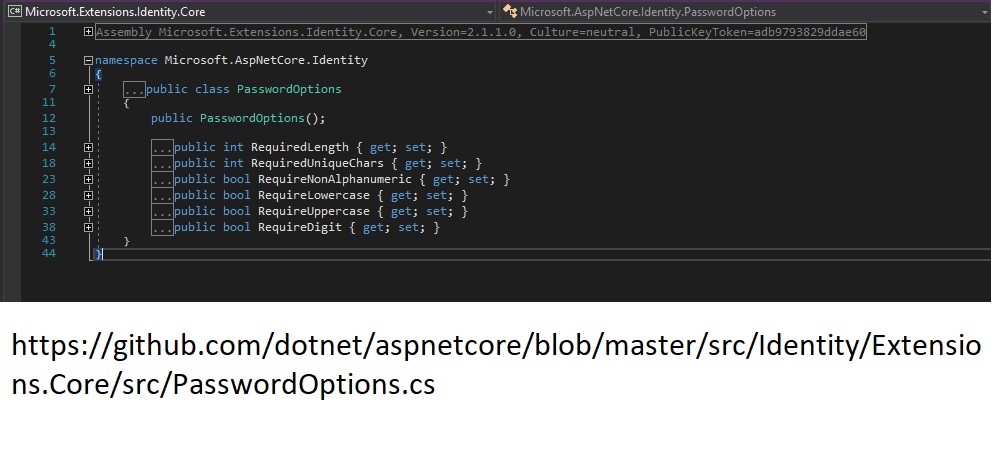 C# Microsoft.Extensions.Identity.Core Microsoft.AspNetCore.Identity.PasswordOptions
1 Assembly Microsoft.Extensions.Identity.Core, Version=2.1.1.0, Culture=neutral, PublicKeyToken=adb9793829ddae60
4
5 namespace Microsoft.AspNetCore.Identity
6 {
7 ...public class PasswordOptions
11 {
12 public PasswordOptions();
13
14 ...public int RequiredLength { get; set; }
18 ...public int RequiredUniqueChars { get; set; }
23 ...public bool RequireNonAlphanumeric { get; set; }
28 ...public bool RequireLowercase { get; set; }
33 ...public bool RequireUppercase { get; set; }
38 ...public bool RequireDigit { get; set; }
43 }
44 }
https://github.com/dotnet/aspnetcore/blob/master/src/Identity/Extensio
ns.Core/src/PasswordOptions.cs